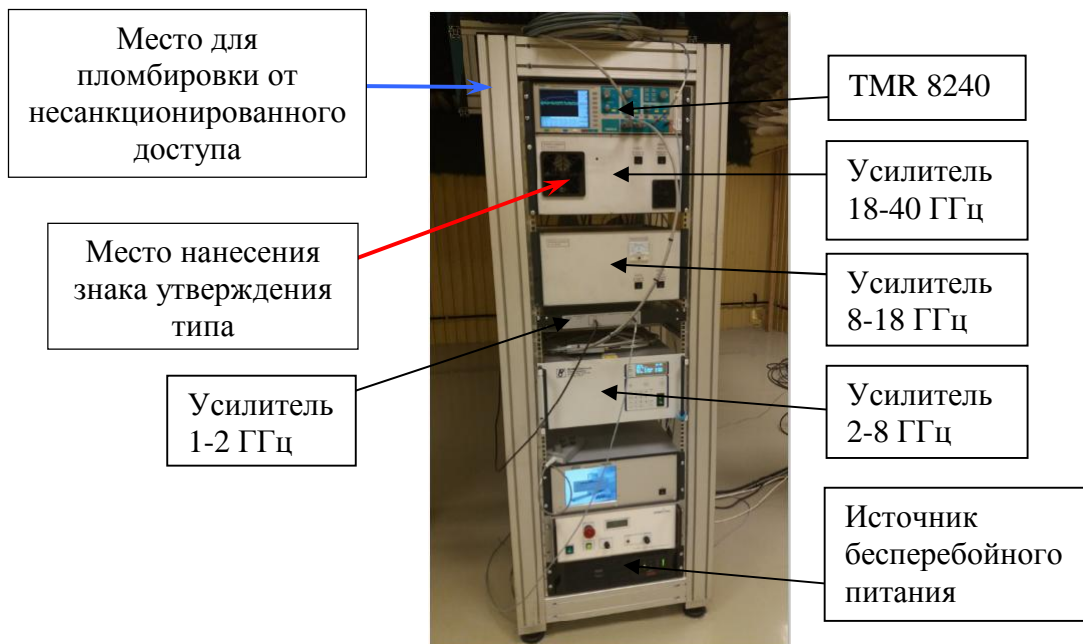 Место для
пломбировки от
несанкционированного
доступа
Место нанесения
знака утверждения
типа
Усилитель
1-2 ГГц
TMR 8240
Усилитель
18-40 ГГц
Усилитель
8-18 ГГц
Усилитель
2-8 ГГц
Источник
бесперебойного
питания